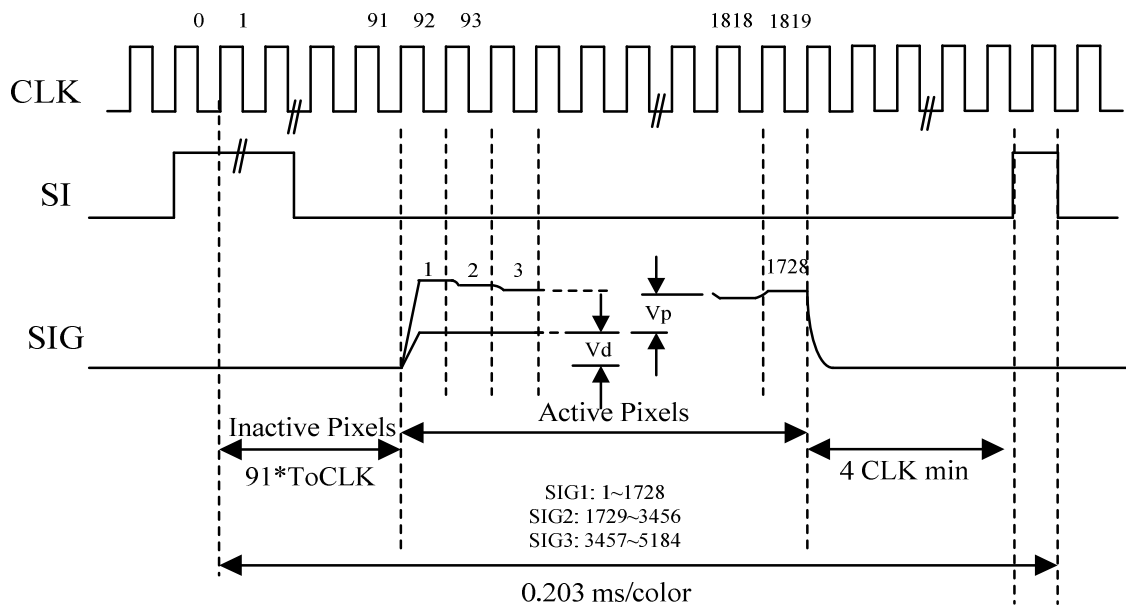 0 1 91 92 93 1818 1819
CLK
SI
1 2 3 1728
Vp
SIG
Vd
Inactive Pixels
Active Pixels
91*ToCLK
4 CLK min
SIG1: 1~1728
SIG2: 1729~3456
SIG3: 3457~5184
0.203 ms/color